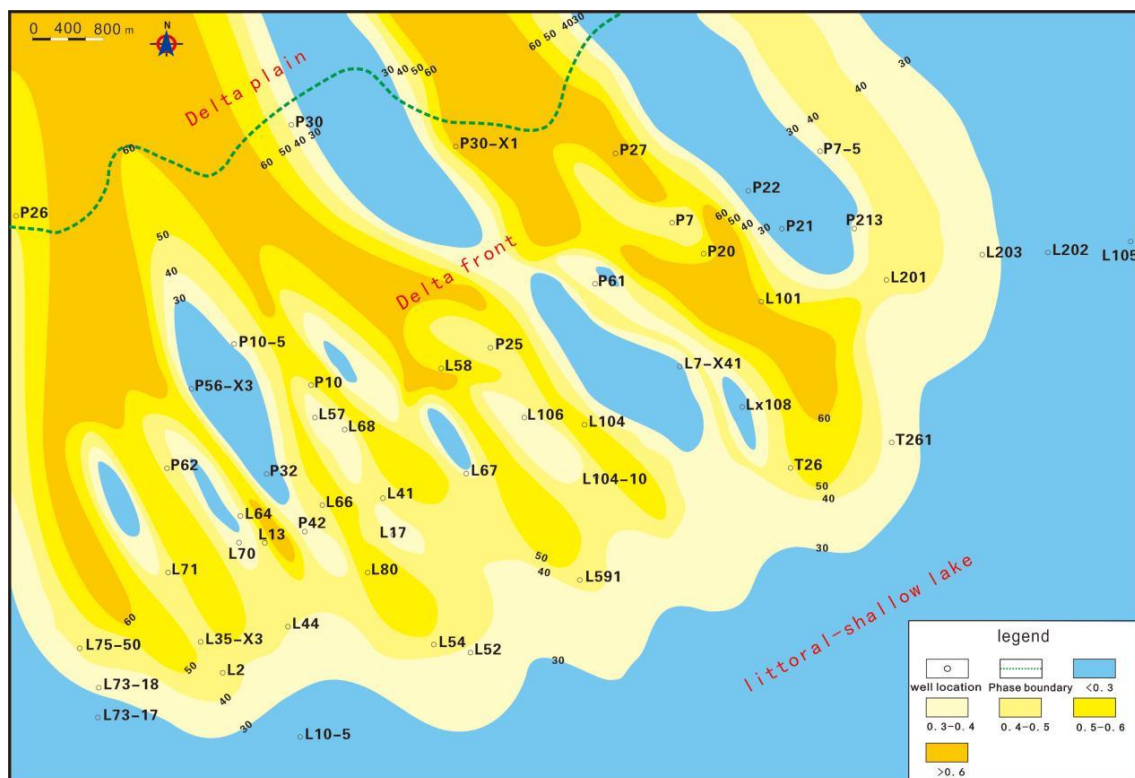 0 400 800 m
N
60 50 4030
30 40 50 60
30
40
Delta plain
P30
60 50 40 30
60
P30-X1
P27
30 40
40
P7-5
P26
P22
50
60 50 40 30
P7
P21
P213
40
Delta front
P20
L203
L202
L105
30
P61
L201
L101
P10-5
P25
L58
L7-X41
P56-X3
P10
Lx108
L57
L68
L106
L104
60
T261
P62
P32
L67
L104-10
T26
50
40
L64
L66
L41
L13
P42
L17
L70
30
50
40
L71
L80
L591
littoral-shallow lake
60
L44
L75-50
L35-X3
L54
L52
30
50
L2
L73-18
40
L73-17
30
L10-5
legend
well location
Phase boundary
<0.3
0.3-0.4
0.4-0.5
0.5-0.6
>0.6